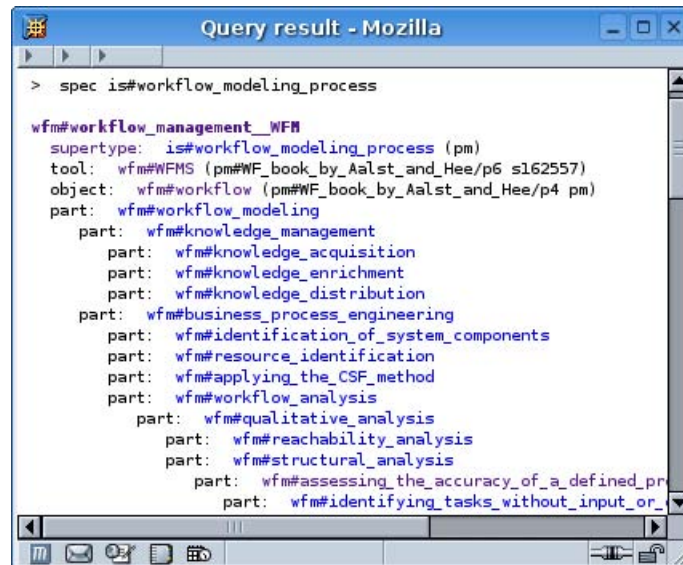 Query result - Mozilla
> spec is#workflow_modeling_process
wfm#workflow_management__WFM
supertype: is#workflow_modeling_process (pm)
tool: wfm#WFMS (pm#WF_book_by_Aalst_and_Hee/p6 s162557)
object: wfm#workflow (pm#WF_book_by_Aalst_and_Hee/p4 pm)
part: wfm#workflow_modeling
part: wfm#knowledge_management
part: wfm#knowledge_acquisition
part: wfm#knowledge_enrichment
part: wfm#knowledge_distribution
part: wfm#business_process_engineering
part: wfm#identification_of_system_components
part: wfm#resource_identification
part: wfm#applying_the_CSF_method
part: wfm#workflow_analysis
part: wfm#qualitative_analysis
part: wfm#reachability_analysis
part: wfm#structural_analysis
part: wfm#assessing_the_accuracy_of_a_defined_pr
part: wfm#identifying_tasks_without_input_or_